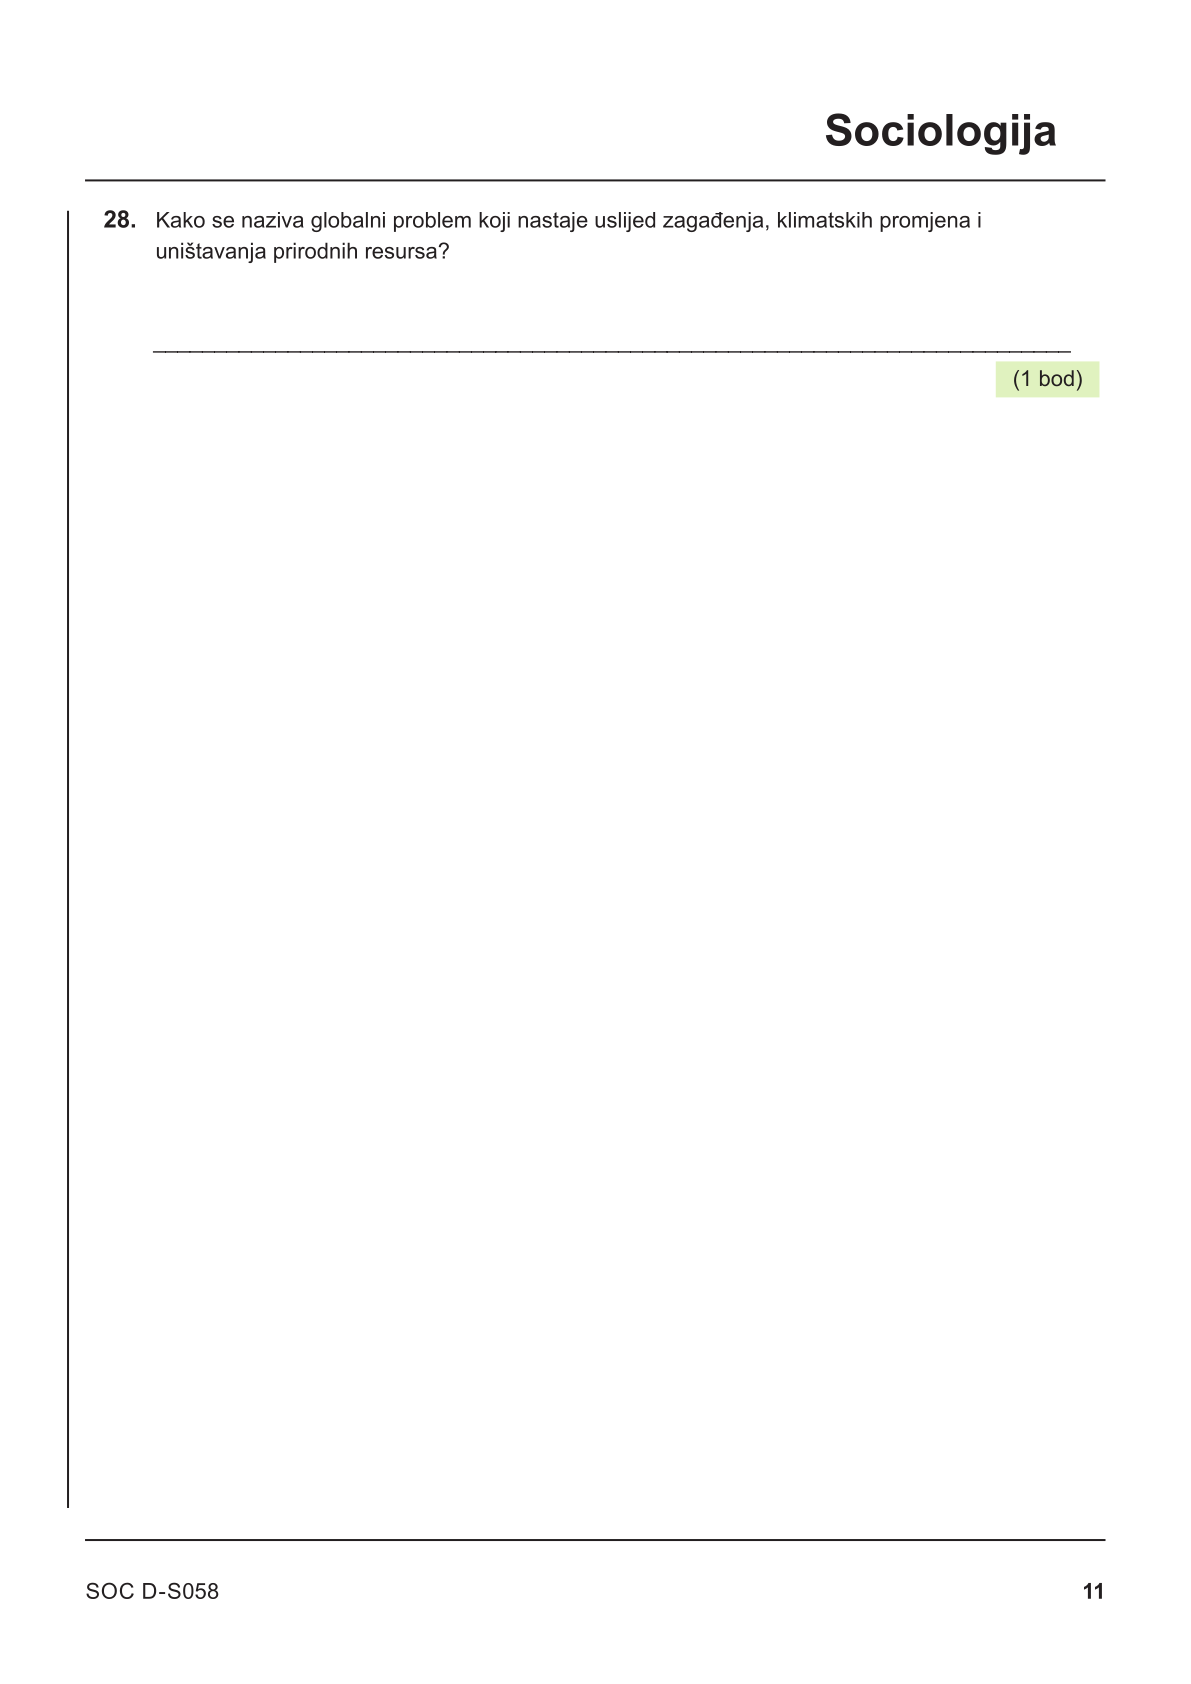 Sociologija
28. Kako se naziva globalni problem koji nastaje uslijed zagađenja, klimatskih promjena i
uništavanja prirodnih resursa?
(1 bod)
SOC D-S058
11